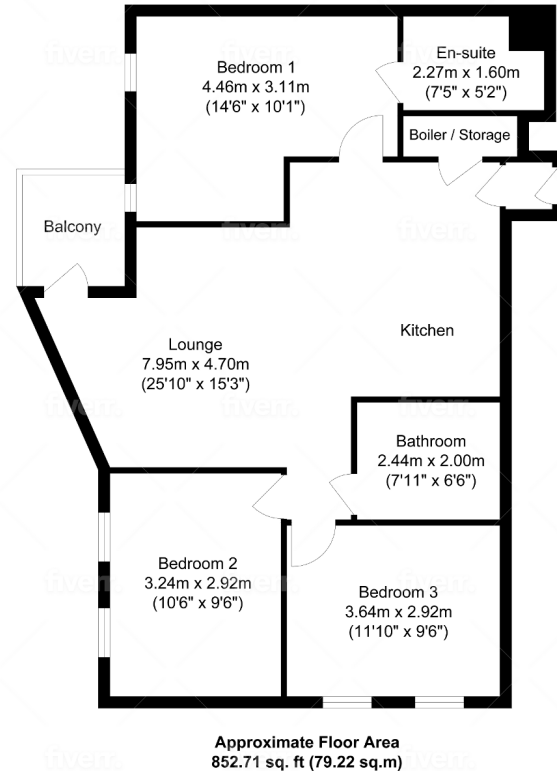 Bedroom 1
4.46m x 3.11m
(14'6" x 10'1")
En-suite
2.27m x 1.60m
(7'5" x 5'2")
Boiler / Storage
Balcony
Lounge
7.95m x 4.70m
(25'10" x 15'3")
Kitchen
Bathroom
2.44m x 2.00m
(7'11" x 6'6")
Bedroom 2
3.24m x 2.92m
(10'6" x 9'6")
Bedroom 3
3.64m x 2.92m
(11'10" x 9'6")
Approximate Floor Area
852.71 sq. ft (79.22 sq.m)